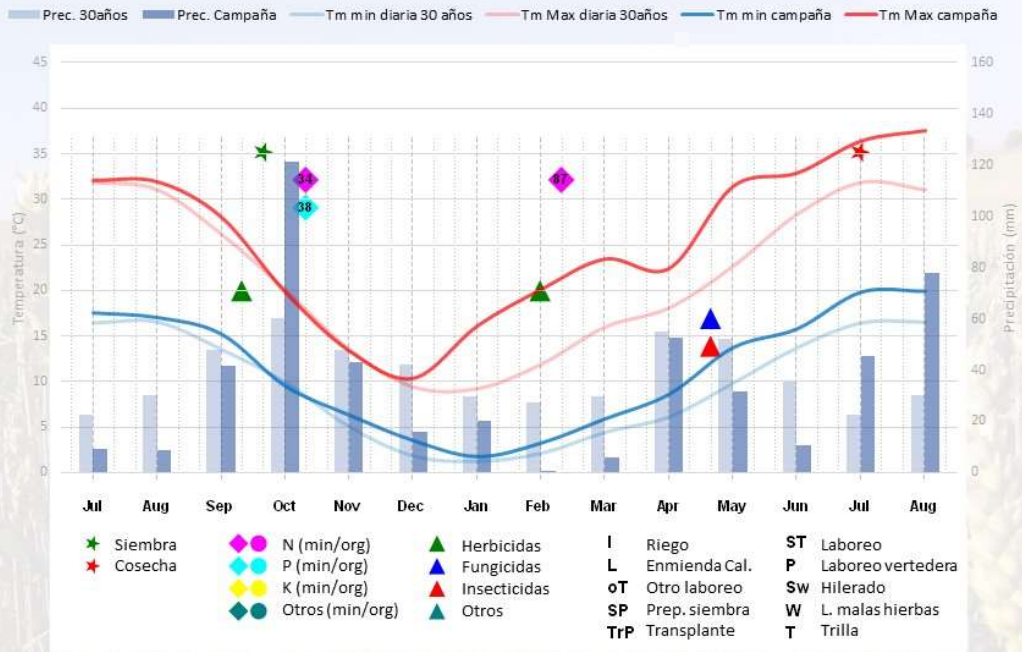 Prec. 30años Prec. Campaña Tm min diaria 30 años Tm Max diaria 30años Tm min campaña Tm Max campaña
45 160
40 140
35 120
30 100
25 80
20 60
15 40
10 20
5 0
0
Temperatura (°C)
Precipitación (mm)
34
38
87
Jul Aug Sep Oct Nov Dec Jan Feb Mar Apr May Jun Jul Aug
Siembra N (min/org) Herbicidas I Riego ST Laboreo
Cosecha P (min/org) Fungicidas L Enmienda Cal. P Laboreo vertedera
K (min/org) Insecticidas oT Otro laboreo Sw Hilerado
Otros (min/org) Otros SP Prep. siembra W L. malas hierbas
TrP Transplante T Trilla